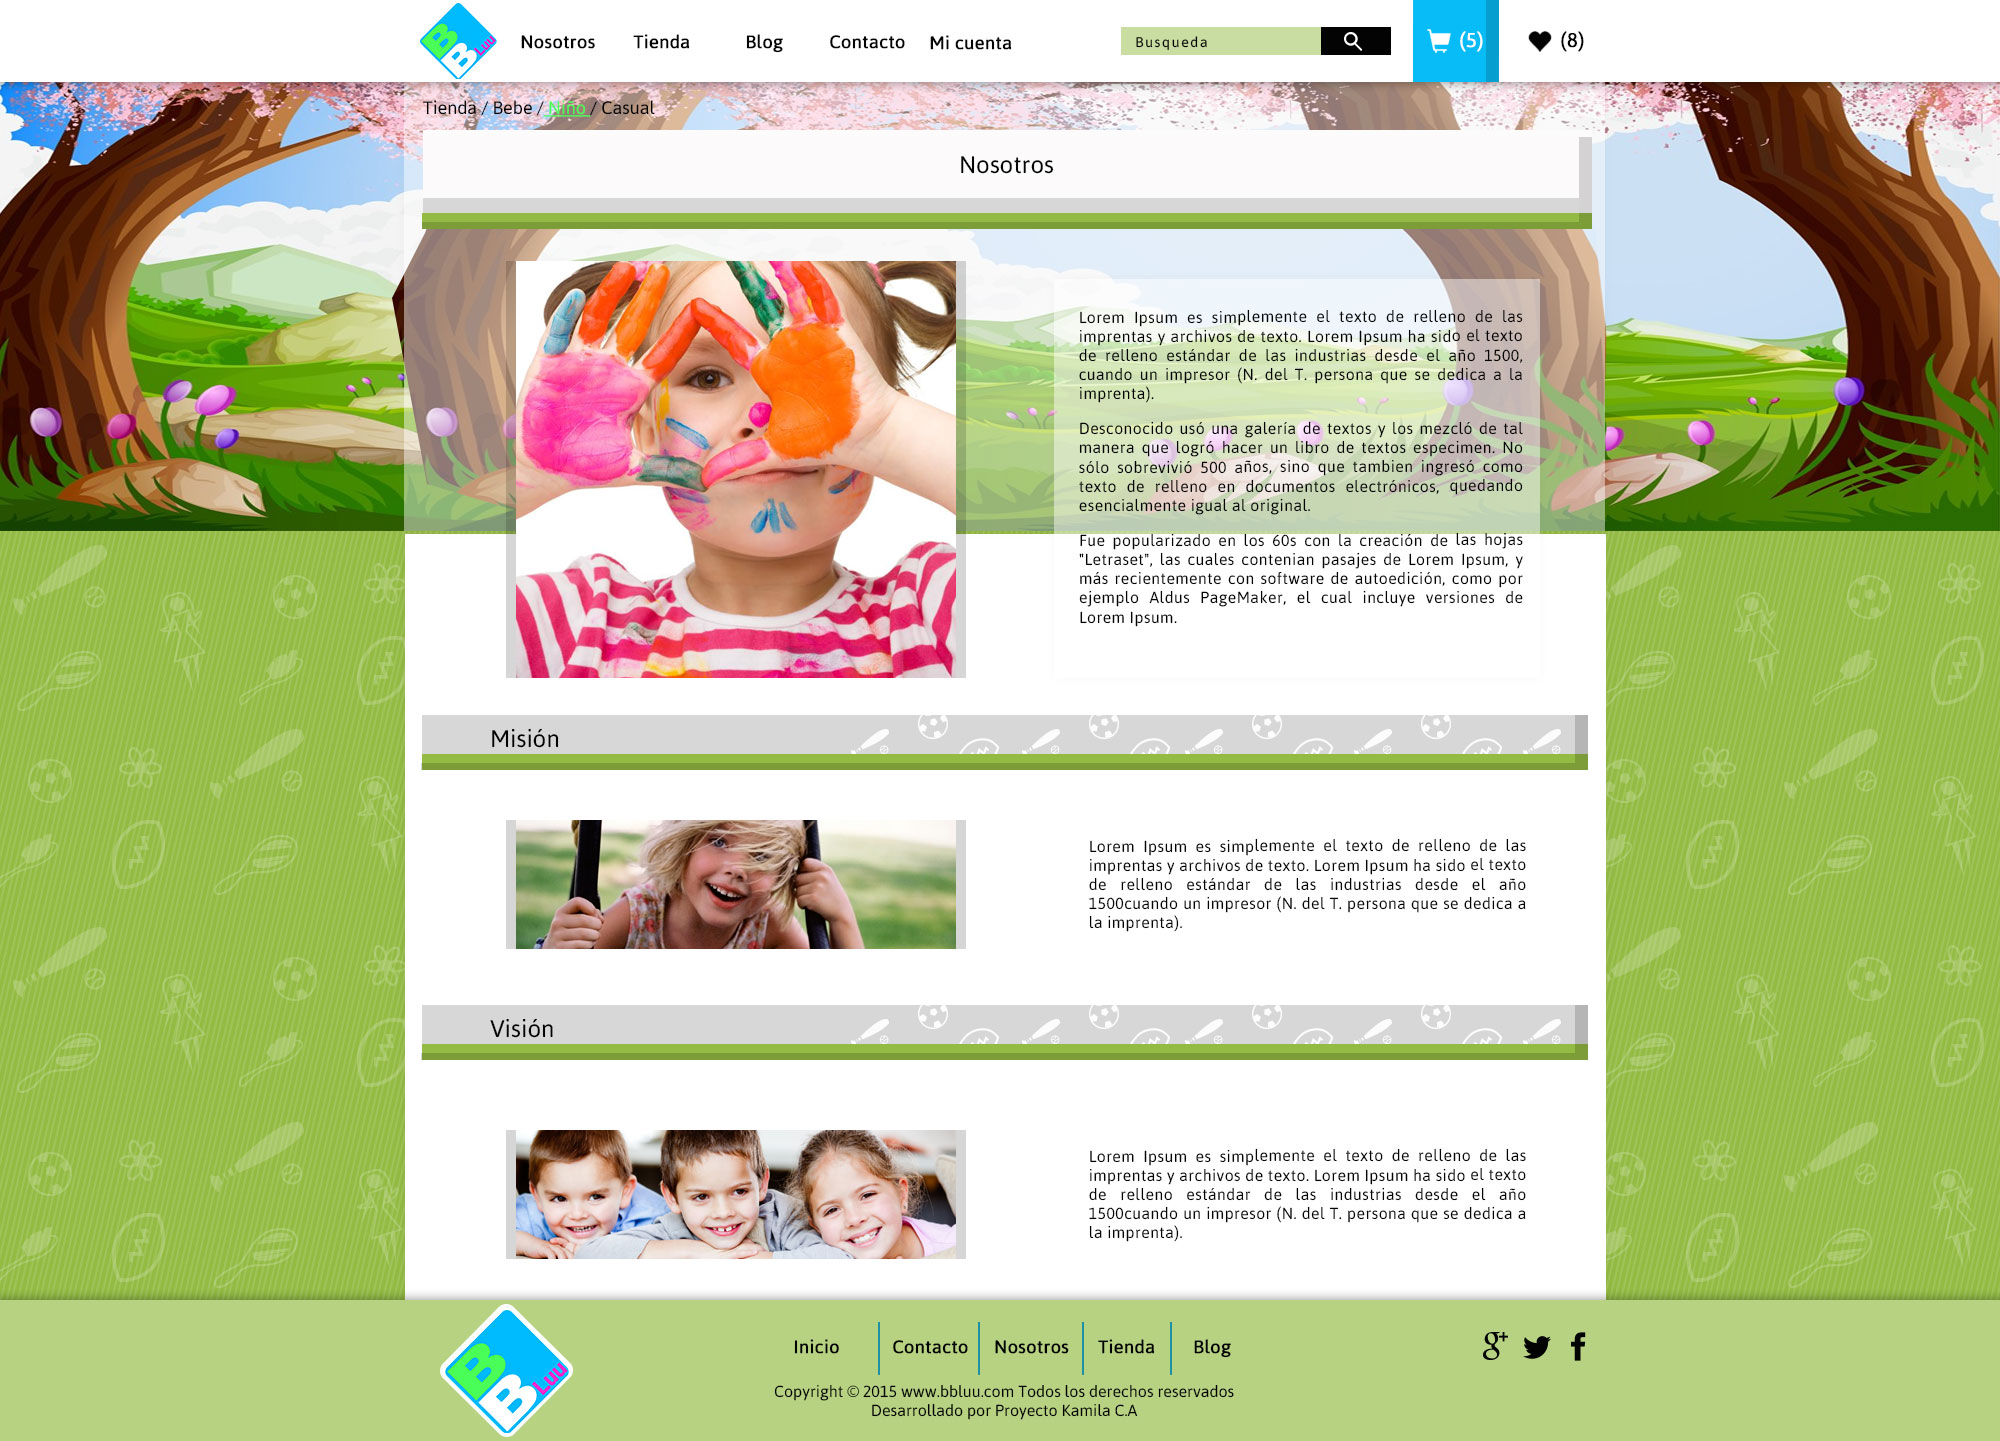 BB Luu
Nosotros Tienda Blog Contacto Mi cuenta
Busqueda
(5)
(8)
Tienda / Bebe / Niño / Casual
Nosotros
Lorem Ipsum es simplemente el texto de relleno de las
imprentas y archivos de texto. Lorem Ipsum ha sido el texto
de relleno estándar de las industrias desde el año 1500,
cuando un impresor (N. del T. persona que se dedica a la
imprenta).
Desconocido usó una galería de textos y los mezcló de tal
manera que logró hacer un libro de textos especimen. No
sólo sobrevivió 500 años, sino que tambien ingresó como
texto de relleno en documentos electrónicos, quedando
esencialmente igual al original.
Fue popularizado en los 60s con la creación de las hojas
"Letraset", las cuales contenian pasajes de Lorem Ipsum, y
más recientemente con software de autoedición, como por
ejemplo Aldus PageMaker, el cual incluye versiones de
Lorem Ipsum.
Misión
Lorem Ipsum es simplemente el texto de relleno de las
imprentas y archivos de texto. Lorem Ipsum ha sido el texto
de relleno estándar de las industrias desde el año
1500cuando un impresor (N. del T. persona que se dedica a
la imprenta).
Visión
Lorem Ipsum es simplemente el texto de relleno de las
imprentas y archivos de texto. Lorem Ipsum ha sido el texto
de relleno estándar de las industrias desde el año
1500cuando un impresor (N. del T. persona que se dedica a
la imprenta).
BB Luu
Inicio Contacto Nosotros Tienda Blog
g+
Copyright © 2015 www.bbluu.com Todos los derechos reservados
Desarrollado por Proyecto Kamila C.A